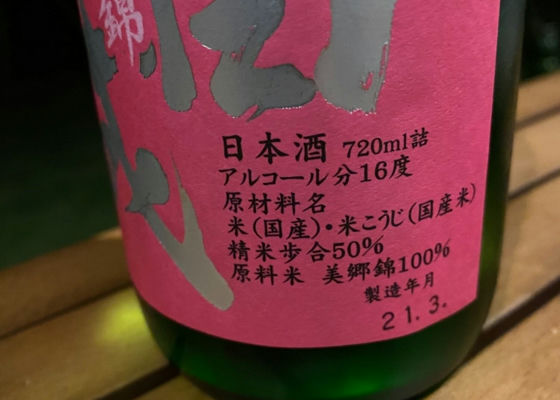 錦
日本酒 720ml詰
アルコール分16度
原材料名
米(国産)・米こうじ(国産米)
精米歩合50%
原料米 美郷錦100%
製造年月
21.3.